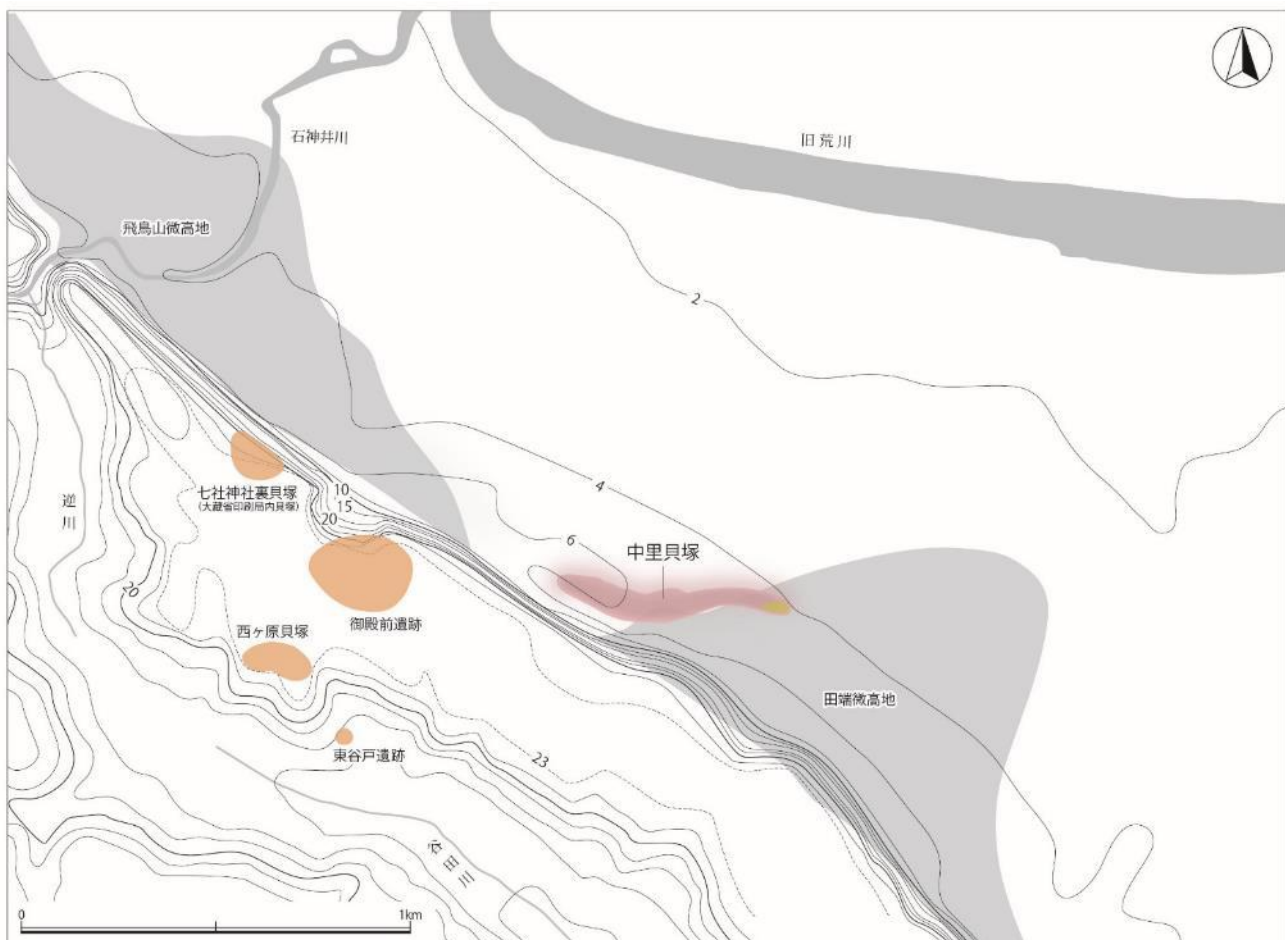 石神井川
旧荒川
飛鳥山微高地
2
逆川
七社神社裏貝塚
(大蔵省印刷局内貝塚)
10
15
20
4
6
中里貝塚
20
御殿前遺跡
西ヶ原貝塚
田端微高地
東谷戸遺跡
23
谷田川
0
1km